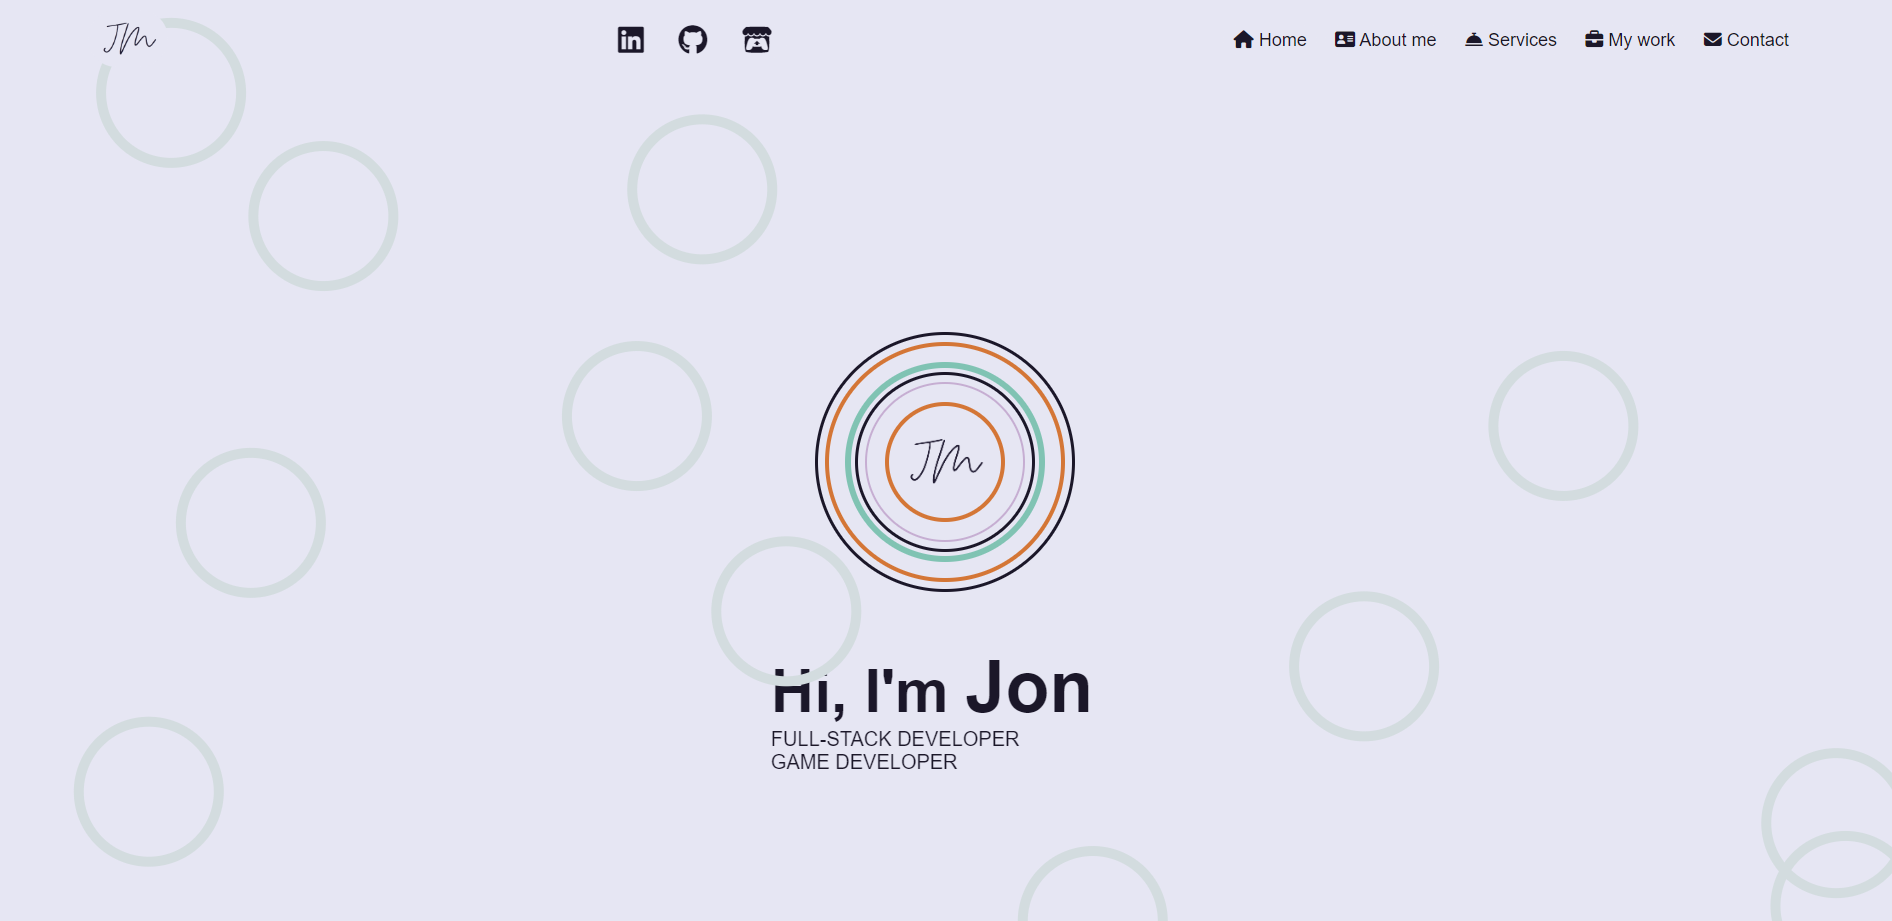 JM
Home
About me
Services
My work
Contact
JM
Hi, I'm Jon
FULL-STACK DEVELOPER
GAME DEVELOPER